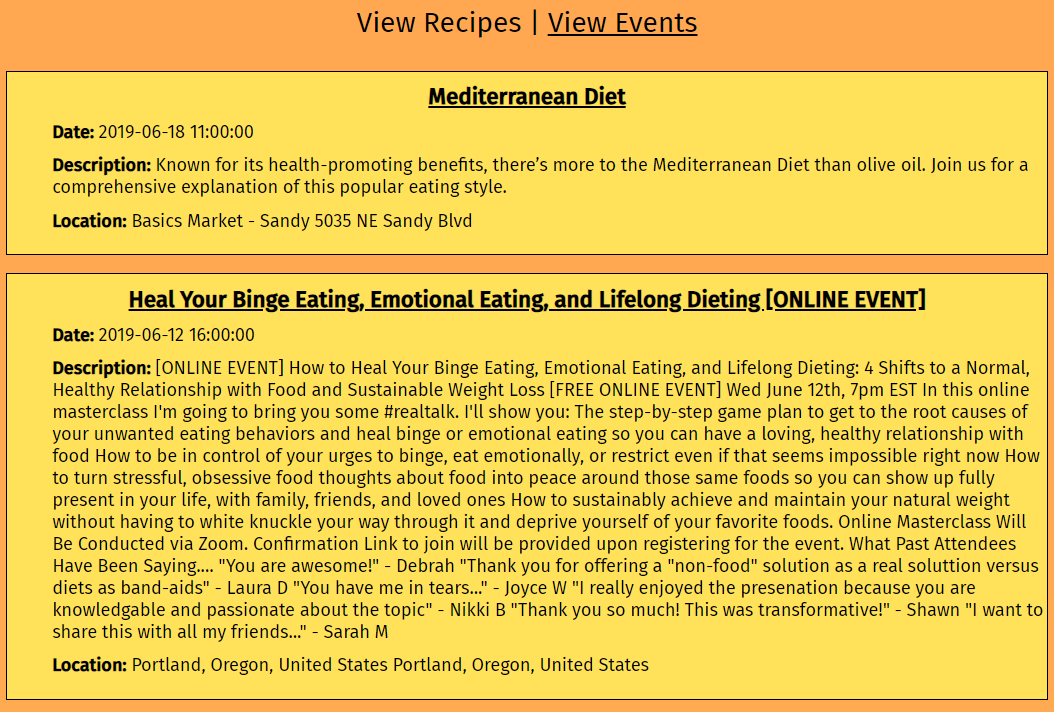 View Recipes | View Events
Mediterranean Diet
Date: 2019-06-18 11:00:00
Description: Known for its health-promoting benefits, there’s more to the Mediterranean Diet than olive oil. Join us for a
comprehensive explanation of this popular eating style.
Location: Basics Market - Sandy 5035 NE Sandy Blvd
Heal Your Binge Eating, Emotional Eating, and Lifelong Dieting [ONLINE EVENT]
Date: 2019-06-12 16:00:00
Description: [ONLINE EVENT] How to Heal Your Binge Eating, Emotional Eating, and Lifelong Dieting: 4 Shifts to a Normal,
Healthy Relationship with Food and Sustainable Weight Loss [FREE ONLINE EVENT] Wed June 12th, 7pm EST In this online
masterclass I'm going to bring you some #realtalk. I'll show you: The step-by-step game plan to get to the root causes of
your unwanted eating behaviors and heal binge or emotional eating so you can have a loving, healthy relationship with
food How to be in control of your urges to binge, eat emotionally, or restrict even if that seems impossible right now How
to turn stressful, obsessive food thoughts about food into peace around those same foods so you can show up fully
present in your life, with family, friends, and loved ones How to sustainably achieve and maintain your natural weight
without having to white knuckle your way through it and deprive yourself of your favorite foods. Online Masterclass Will
Be Conducted via Zoom. Confirmation Link to join will be provided upon registering for the event. What Past Attendees
Have Been Saying.... "You are awesome!" - Debrah "Thank you for offering a "non-food" solution as a real soluttion versus
diets as band-aids" - Laura D "You have me in tears..." - Joyce W "I really enjoyed the presenation because you are
knowledgable and passionate about the topic" - Nikki B "Thank you so much! This was transformative!" - Shawn "I want to
share this with all my friends..." - Sarah M
Location: Portland, Oregon, United States Portland, Oregon, United States